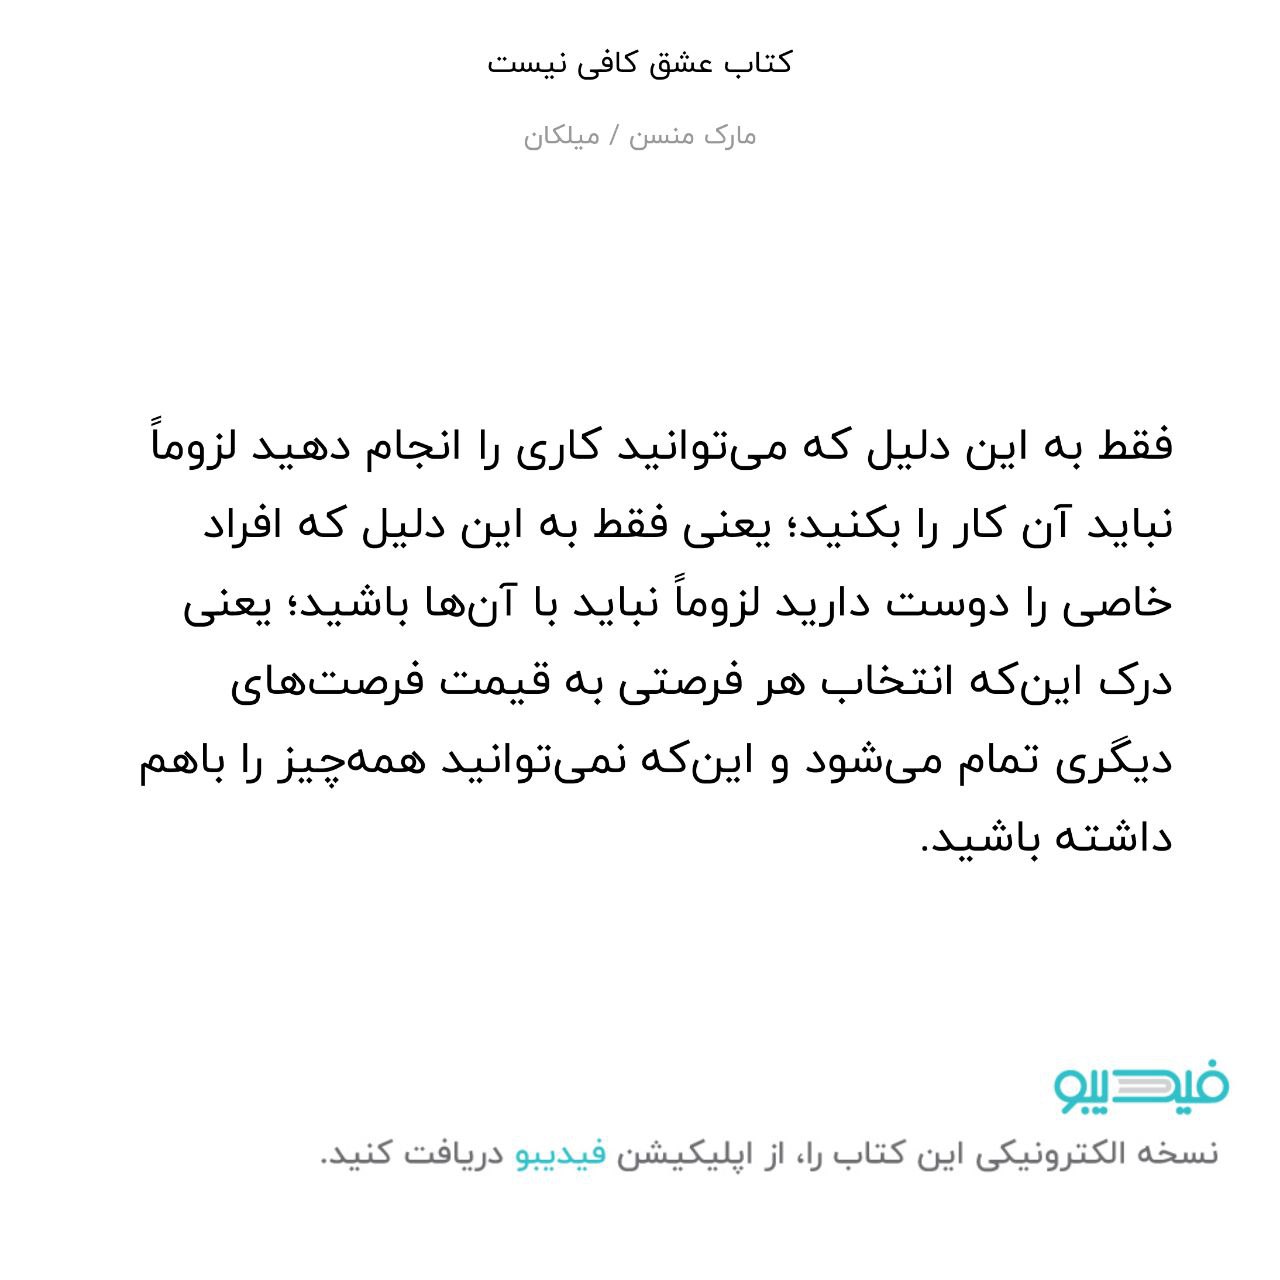 کتاب عشق کافی نیست
مارک منسن / میلکان
فقط به این دلیل که می‌توانید کاری را انجام دهید لزوماً
نباید آن کار را بکنید؛ یعنی فقط به این دلیل که افراد
خاصی را دوست دارید لزوماً نباید با آن‌ها باشید؛ یعنی
درک این‌که انتخاب هر فرصتی به قیمت فرصت‌های
دیگری تمام می‌شود و این‌که نمی‌توانید همه‌چیز را باهم
داشته باشید.
فیدیبو
نسخه الکترونیکی این کتاب را، از اپلیکیشن فیدیبو دریافت کنید.